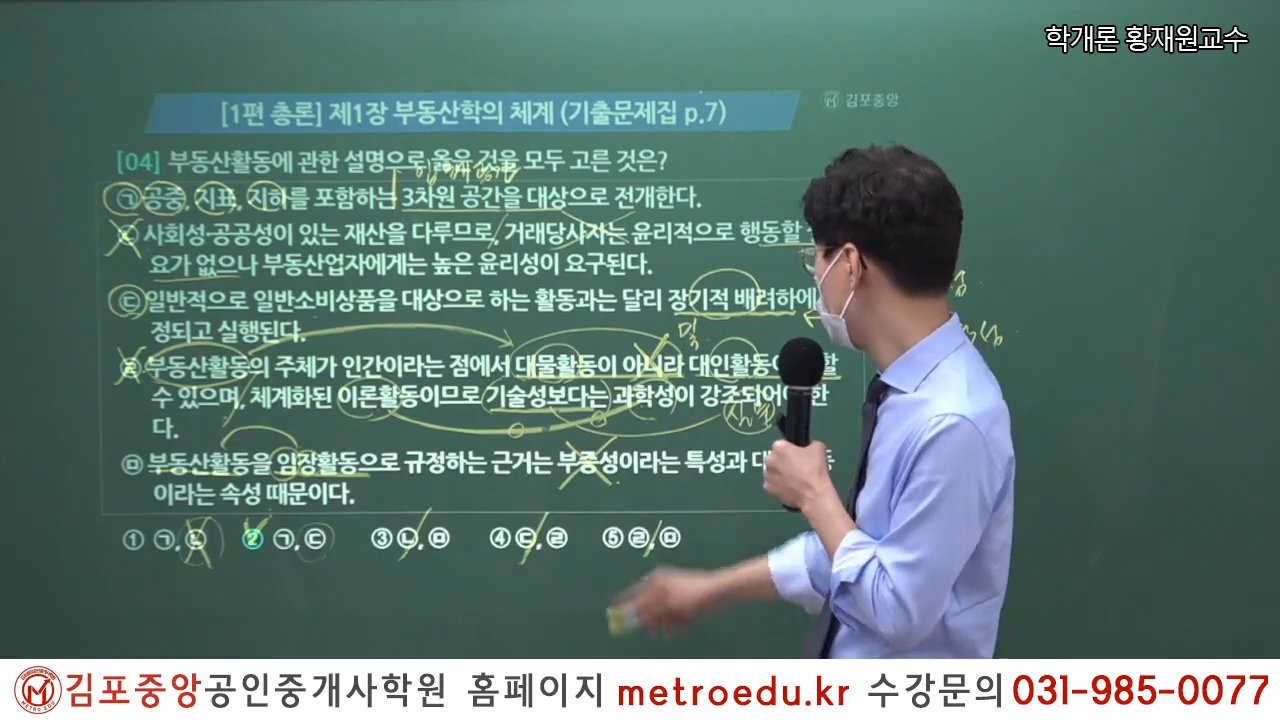 학개론 황재원교수
[1편 총론] 제1장 부동산학의 체계 (기출문제집 p.7)
김포중앙
[04] 부동산활동에 관한 설명으로 옳은 것을 모두 고른 것은?
㉠ 공중, 지표, 지하를 포함하는 3차원 공간을 대상으로 전개한다.
㉡ 사회성·공공성이 있는 재산을 다루므로, 거래당사자는 윤리적으로 행동할
요가 없으나 부동산업자에게는 높은 윤리성이 요구된다.
㉢ 일반적으로 일반소비상품을 대상으로 하는 활동과는 달리 장기적 배려하에
정되고 실행된다.
㉣ 부동산활동의 주체가 인간이라는 점에서 대물활동이 아니라 대인활동이 할
수 있으며, 체계화된 이론활동이므로 기술성보다는 과학성이 강조되어야 한
다.
㉤ 부동산활동을 임장활동으로 규정하는 근거는 부증성이라는 특성과 대 동
이라는 속성 때문이다.
① ㉠, ㉡ ② ㉠, ㉢ ③ ㉡, ㉤ ④ ㉢, ㉣ ⑤ ㉣, ㉤
김포중앙공인중개사학원 홈페이지 metroedu.kr 수강문의 031-985-0077